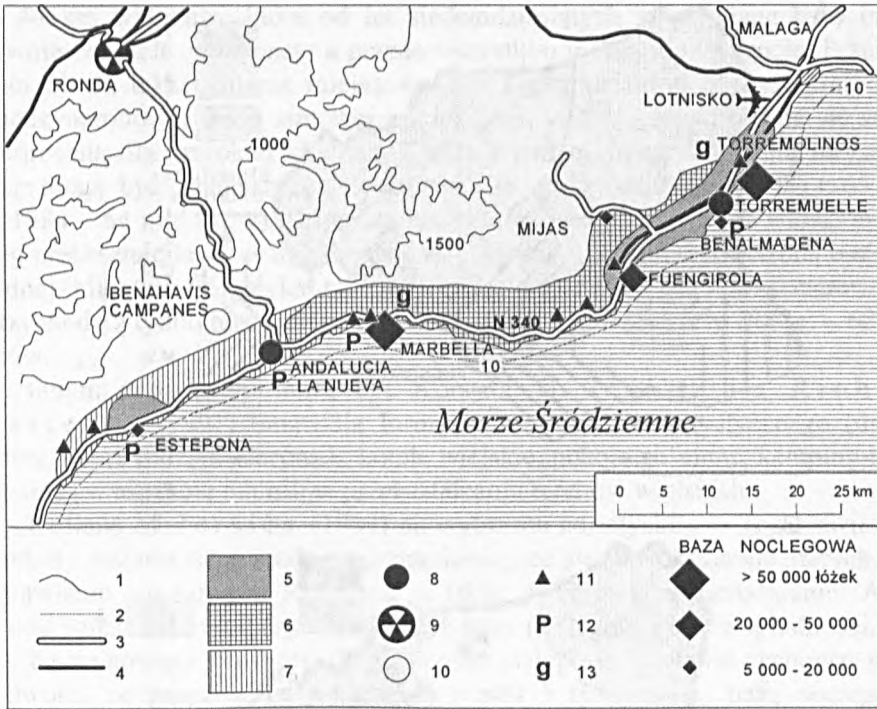 MALAGA
RONDA
LOTNISKO
10
1000
g
TORREMOLINOS
1500
MIJAS
TORREMUELLE
P
BENALMADENA
FUENGIROLA
BENAHAVIS
CAMPANES
g
N 340
P
MARBELLA
10
P
ANDALUCIA
LA NUEVA
Morze Śródziemne
P
ESTEPONA
0 5 10 15 20 25 km
BAZA NOCLEGOWA
1 5 8 11 > 50 000 łóżek
2
3 6 9 P 12 20 000 - 50 000
4 7 10 g 13 5 000 - 20 000